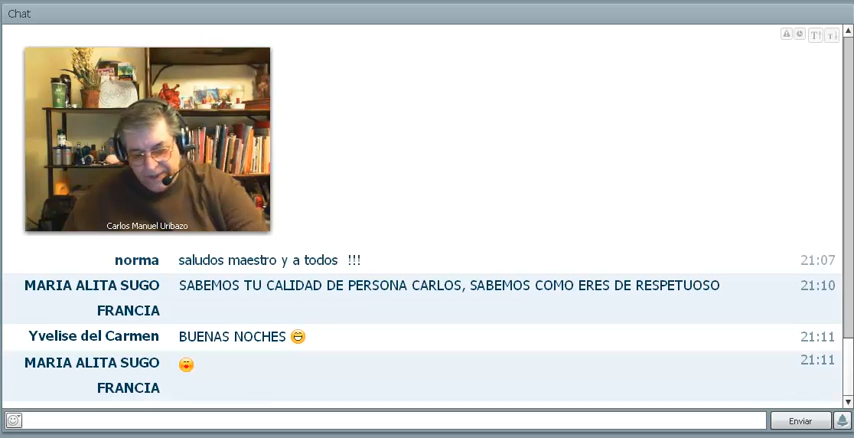 Chat
T↑ T↓
Carlos Manuel Uribazo
norma saludos maestro y a todos !!! 21:07
MARIA ALITA SUGO SABEMOS TU CALIDAD DE PERSONA CARLOS, SABEMOS COMO ERES DE RESPETUOSO 21:10
FRANCIA
Yvelise del Carmen BUENAS NOCHES 21:11
MARIA ALITA SUGO 21:11
FRANCIA
Enviar